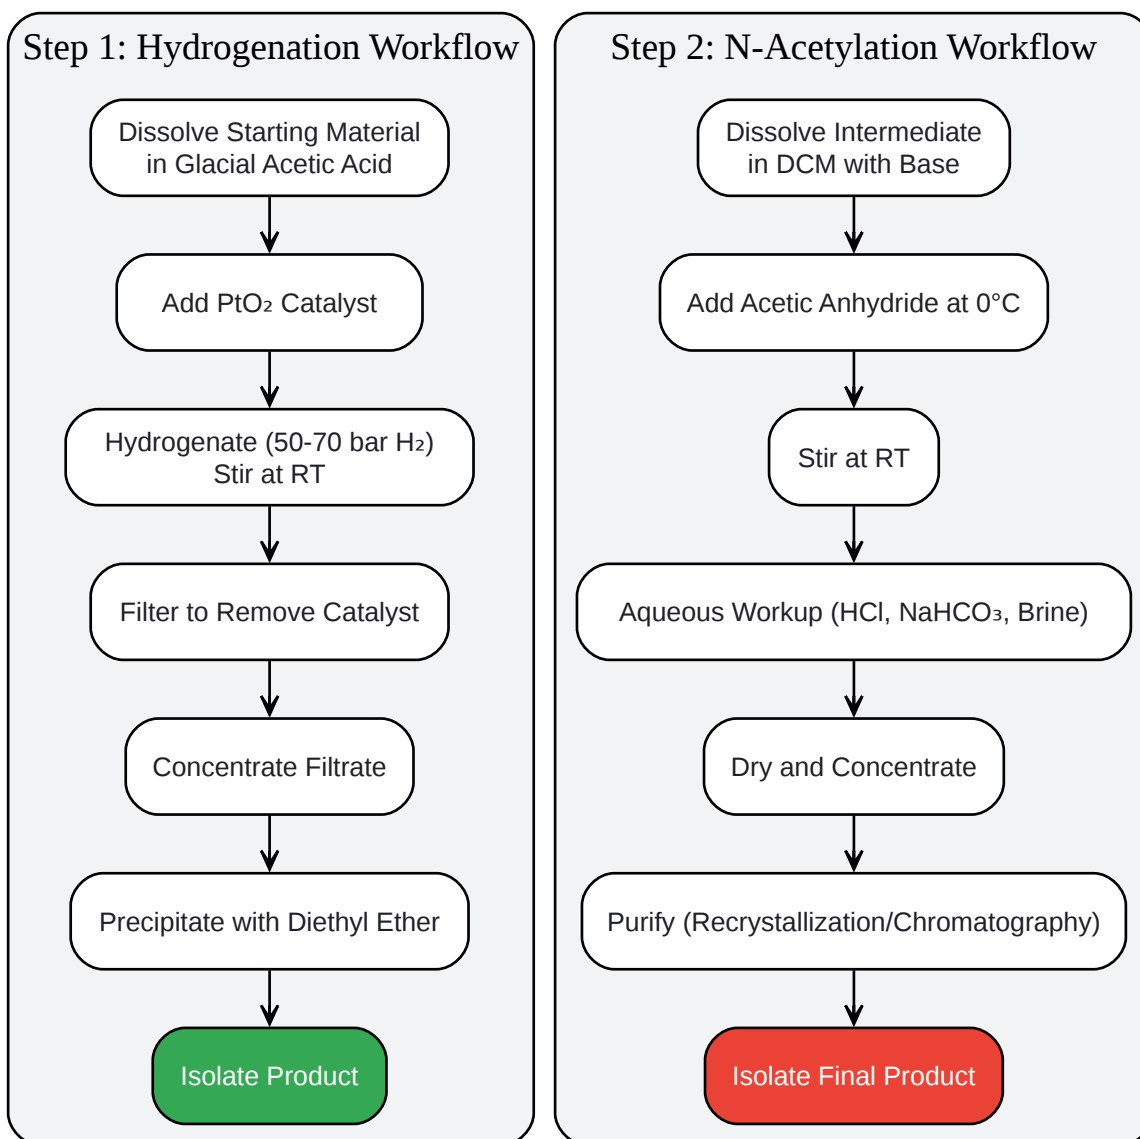 Step 1: Hydrogenation Workflow
Dissolve Starting Material
in Glacial Acetic Acid
Add PtO₂ Catalyst
Hydrogenate (50-70 bar H₂)
Stir at RT
Filter to Remove Catalyst
Concentrate Filtrate
Precipitate with Diethyl Ether
Isolate Product
Step 2: N-Acetylation Workflow
Dissolve Intermediate
in DCM with Base
Add Acetic Anhydride at 0°C
Stir at RT
Aqueous Workup (HCl, NaHCO₃, Brine)
Dry and Concentrate
Purify (Recrystallization/Chromatography)
Isolate Final Product